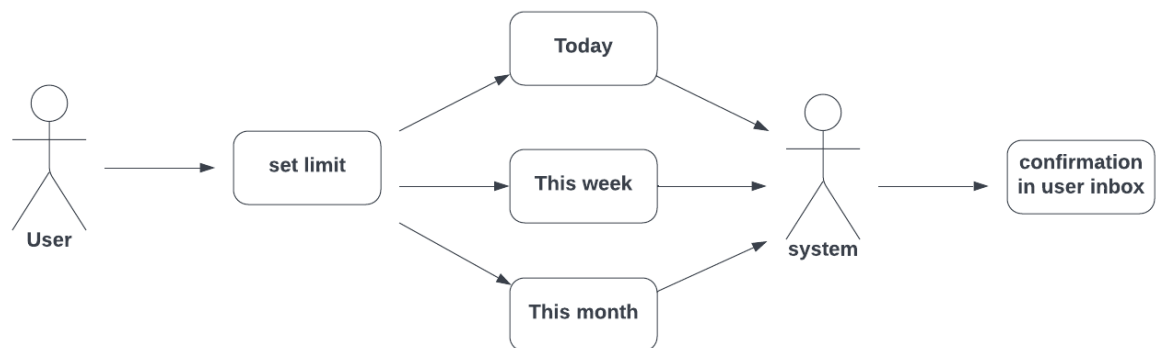 User
set limit
Today
This week
This month
system
confirmation
in user inbox